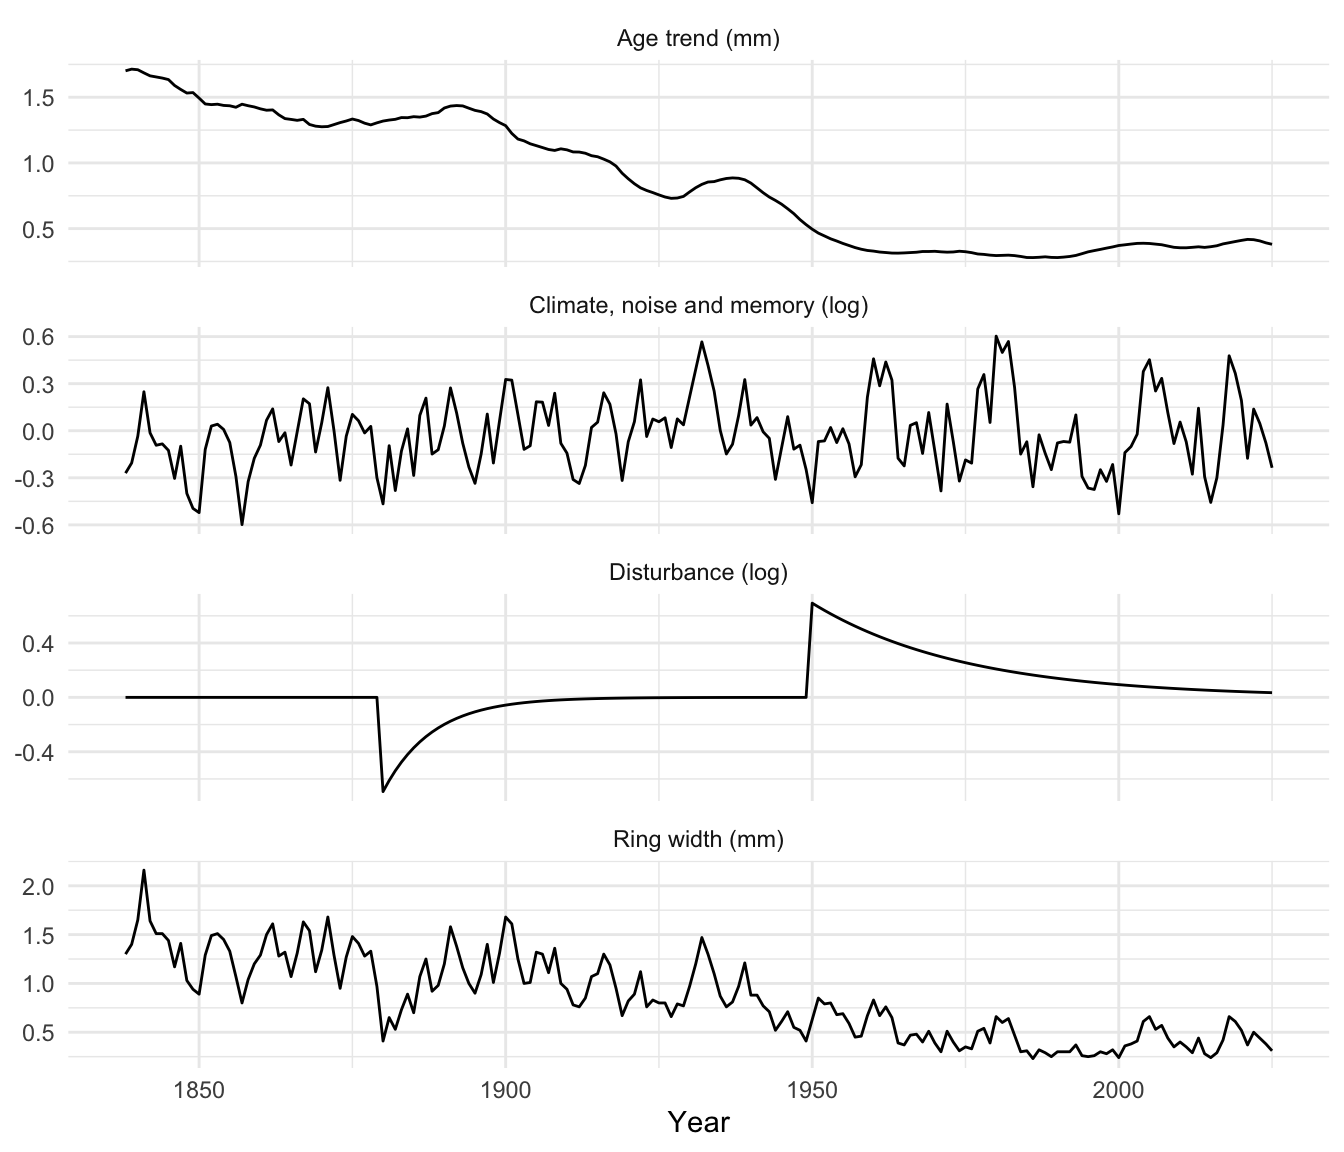 Age trend (mm)
1.5
1.0
0.5
Climate, noise and memory (log)
0.6
0.3
0.0
-0.3
-0.6
Disturbance (log)
0.4
0.0
-0.4
Ring width (mm)
2.0
1.5
1.0
0.5
1850 1900 1950 2000
Year